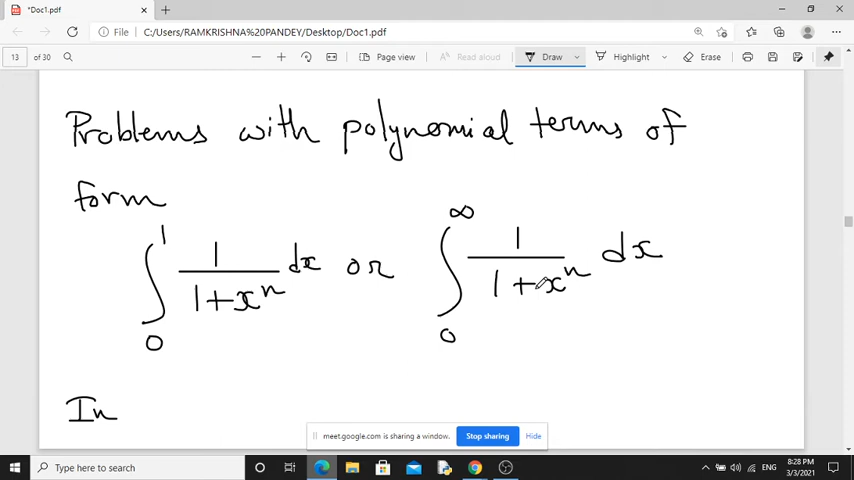 *Doc1.pdf
C:/Users/RAMKRISHNA%20PANDEY/Desktop/Doc1.pdf
13 of 30 Page view Read aloud Draw Highlight Erase
Problems with polynomial terms of
form
∫₀¹ 1/(1+xⁿ) dx or ∫₀^∞ 1/(1+xⁿ) dx
In
meet.google.com is sharing a window. Stop sharing Hide
Type here to search
ENG
8:28 PM
3/3/2021